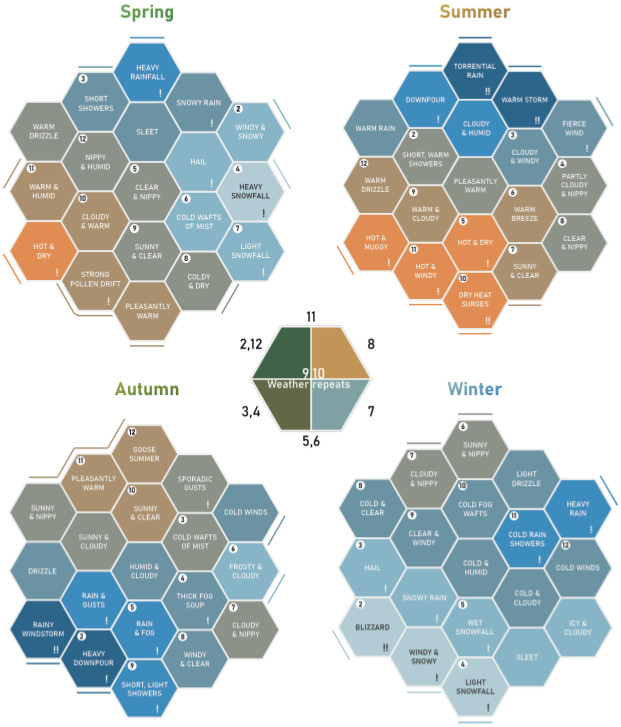 Spring
HEAVY
RAINFALL
!
3
SHORT
SHOWERS
SNOWY RAIN
!
WARM
DRIZZLE
SLEET
2
WINDY &
SNOWY
12
NIPPY
& HUMID
HAIL
!
11
WARM &
HUMID
5
CLEAR
& NIPPY
4
HEAVY
SNOWFALL
!
10
CLOUDY
& WARM
6
COLD WAFTS
OF MIST
HOT &
DRY
!
9
SUNNY
& CLEAR
7
LIGHT
SNOWFALL
!
STRONG
POLLEN DRIFT
!
8
COLDY
& DRY
PLEASANTLY
WARM
Summer
TORRENTIAL
RAIN
!!
DOWNPOUR
!
WARM STORM
!!
WARM RAIN
CLOUDY
& HUMID
FIERCE
WIND
!
2
SHORT, WARM
SHOWERS
3
CLOUDY
& WINDY
12
WARM
DRIZZLE
PLEASANTLY
WARM
4
PARTLY
CLOUDY &
NIPPY
9
WARM
& CLOUDY
6
WARM
BREEZE
HOT &
MUGGY
!
5
HOT & DRY
!
8
CLEAR &
NIPPY
11
HOT &
WINDY
!
7
SUNNY
& CLEAR
10
DRY HEAT
SURGES
!!
11
2,12
8
9 10
Weather repeats
3,4
7
5,6
Autumn
12
GOOSE
SUMMER
11
PLEASANTLY
WARM
SPORADIC
GUSTS
!
SUNNY
& NIPPY
10
SUNNY
& CLEAR
COLD WINDS
SUNNY &
CLOUDY
3
COLD WAFTS
OF MIST
DRIZZLE
HUMID &
CLOUDY
6
FROSTY &
CLOUDY
!
RAIN &
GUSTS
!
4
THICK FOG
SOUP
!
RAINY
WINDSTORM
!!
5
RAIN
& FOG
!
7
CLOUDY
& NIPPY
2
HEAVY
DOWNPOUR
!
8
WINDY
& CLEAR
9
SHORT, LIGHT
SHOWERS
!
Winter
6
SUNNY
& NIPPY
7
CLOUDY
& NIPPY
LIGHT
DRIZZLE
8
COLD &
CLEAR
10
COLD FOG
WAFTS
HEAVY
RAIN
!
9
CLEAR &
WINDY
11
COLD RAIN
SHOWERS
!
3
HAIL
!
COLD &
HUMID
12
COLD WINDS
SNOWY RAIN
!
COLD
& CLOUDY
2
BLIZZARD
!!
5
WET
SNOWFALL
!
ICY &
CLOUDY
WINDY &
SNOWY
!
SLEET
4
LIGHT
SNOWFALL
!